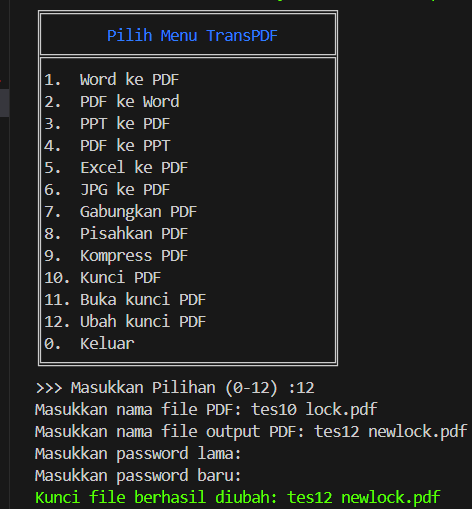 Pilih Menu TransPDF
1. Word ke PDF
2. PDF ke Word
3. PPT ke PDF
4. PDF ke PPT
5. Excel ke PDF
6. JPG ke PDF
7. Gabungkan PDF
8. Pisahkan PDF
9. Kompress PDF
10. Kunci PDF
11. Buka kunci PDF
12. Ubah kunci PDF
0. Keluar
>>> Masukkan Pilihan (0-12) :12
Masukkan nama file PDF: tes10 lock.pdf
Masukkan nama file output PDF: tes12 newlock.pdf
Masukkan password lama:
Masukkan password baru:
Kunci file berhasil diubah: tes12 newlock.pdf